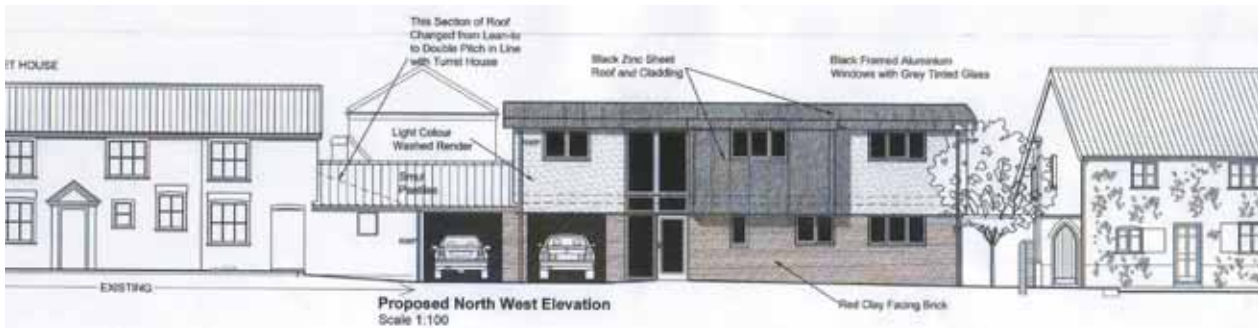 This Section of Roof
Changed from Lean-to
to Double Pitch in Line
with Turret House
ET HOUSE
Black Zinc Sheet
Roof and Cladding
Black Framed Aluminium
Windows with Grey Tinted Glass
Light Colour
Washed Render
EXISTING
Proposed North West Elevation
Scale 1:100
Red Clay Facing Brick